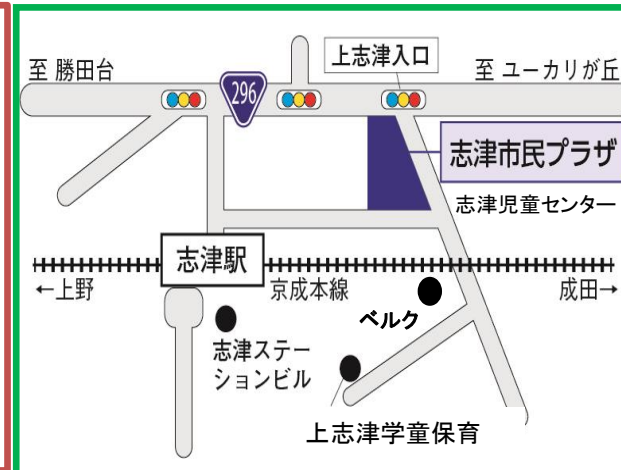 上志津入口
至 勝田台
至 ユーカリが丘
296
志津市民プラザ
志津児童センター
志津駅
←上野
京成本線
成田→
ベルク
志津ステー
ションビル
上志津学童保育